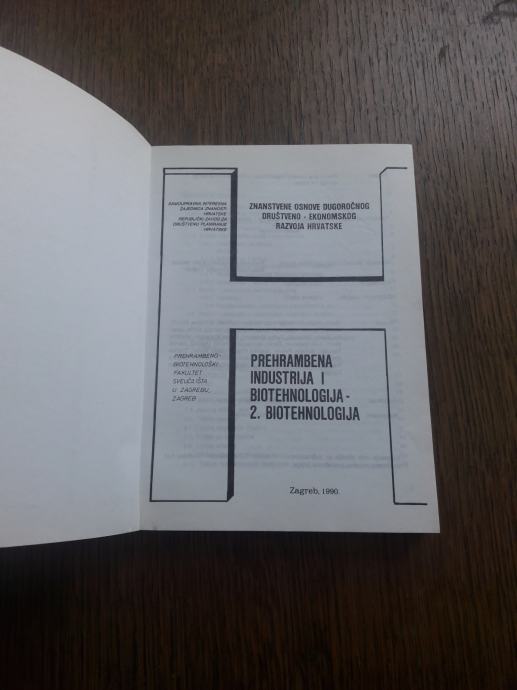 SAMOUPRAVNA INTERESNA
ZAJEDNICA ZNANOSTI
HRVATSKE
REPUBLIČKI ZAVOD ZA
DRUŠTVENO PLANIRANJE
HRVATSKE
ZNANSTVENE OSNOVE DUGOROČNOG
DRUŠTVENO - EKONOMSKOG
RAZVOJA HRVATSKE
PREHRAMBENO-
BIOTEHNOLOŠKI
FAKULTET
SVEUČILIŠTA
U ZAGREBU,
ZAGREB
PREHRAMBENA
INDUSTRIJA I
BIOTEHNOLOGIJA -
2. BIOTEHNOLOGIJA
Zagreb, 1990.